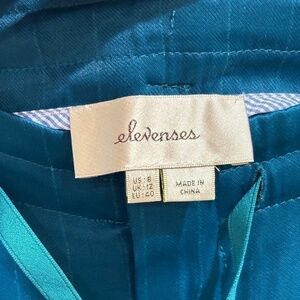 elevenses
US: 8
UK: 12
EU: 40
MADE IN
CHINA